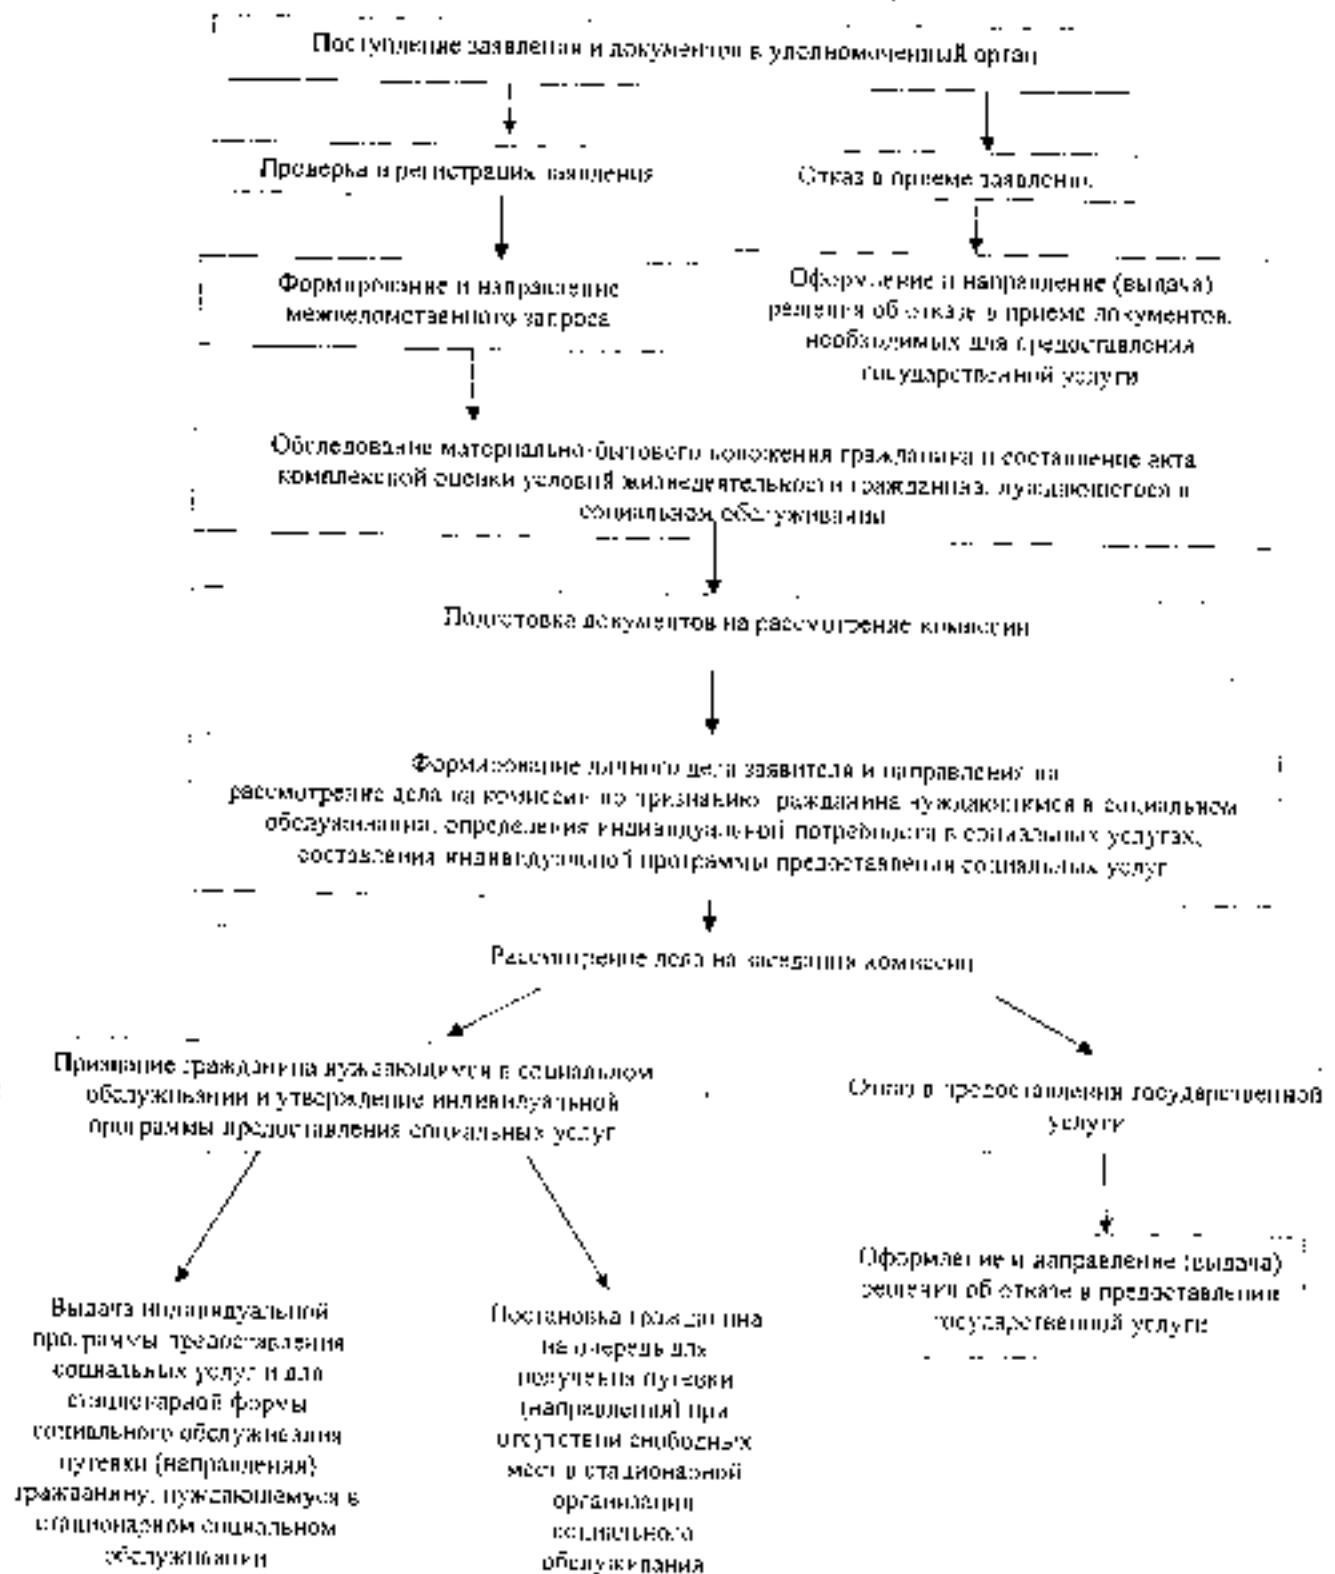 Поступление заявления и документов в уполномоченный орган
Проверка и регистрация заявления
Отказ в приеме заявления
Формирование и направление
межведомственного запроса
Оформление и направление (выдача)
решения об отказе в приеме документов,
необходимых для предоставления
государственной услуги
Обследование материально-бытового положения гражданина и составление акта
комплексной оценки условий жизнедеятельности гражданина, нуждающегося в
социальном обслуживании
Подготовка документов на рассмотрение комиссии
Формирование личного дела заявителя и направления на
рассмотрение дела на комиссии по признанию гражданина нуждающимся в социальном
обслуживании, определения индивидуальной потребности в социальных услугах,
составления индивидуальной программы предоставления социальных услуг
Рассмотрение дела на заседании комиссии
Признание гражданина нуждающимся в социальном
обслуживании и утверждение индивидуальной
программы предоставления социальных услуг
Отказ в предоставлении государственной
услуги
Оформление и направление (выдача)
решения об отказе в предоставлении
государственной услуги
Выдача индивидуальной
программы предоставления
социальных услуг и для
стационарной формы
социального обслуживания
путевки (направления)
гражданину, нуждающемуся в
стационарном социальном
обслуживании
Постановка гражданина
на очередь для
получения путевки
(направления) при
отсутствии свободных
мест в стационарной
организации
социального
обслуживания